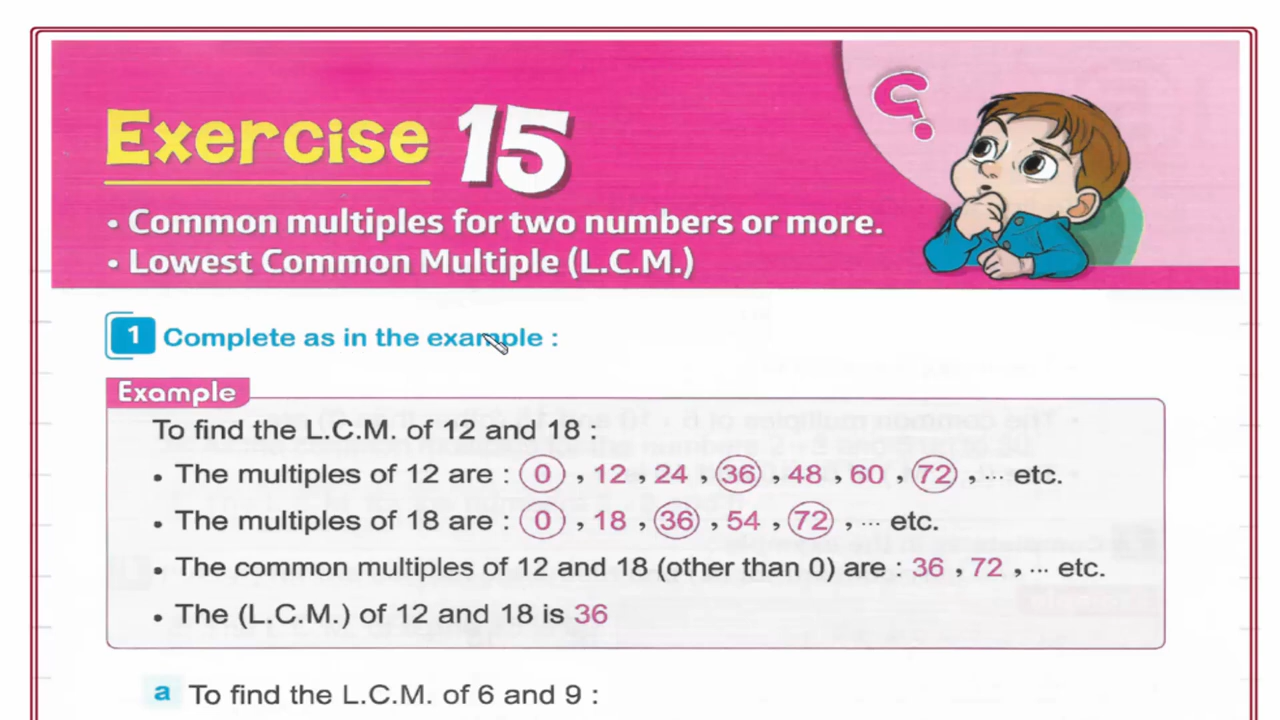 Exercise 15
• Common multiples for two numbers or more.
• Lowest Common Multiple (L.C.M.)
1 Complete as in the example :
Example
To find the L.C.M. of 12 and 18 :
• The multiples of 12 are : 0 , 12 , 24 , 36 , 48 , 60 , 72 , ... etc.
• The multiples of 18 are : 0 , 18 , 36 , 54 , 72 , ... etc.
• The common multiples of 12 and 18 (other than 0) are : 36 , 72 , ... etc.
• The (L.C.M.) of 12 and 18 is 36
a To find the L.C.M. of 6 and 9 :